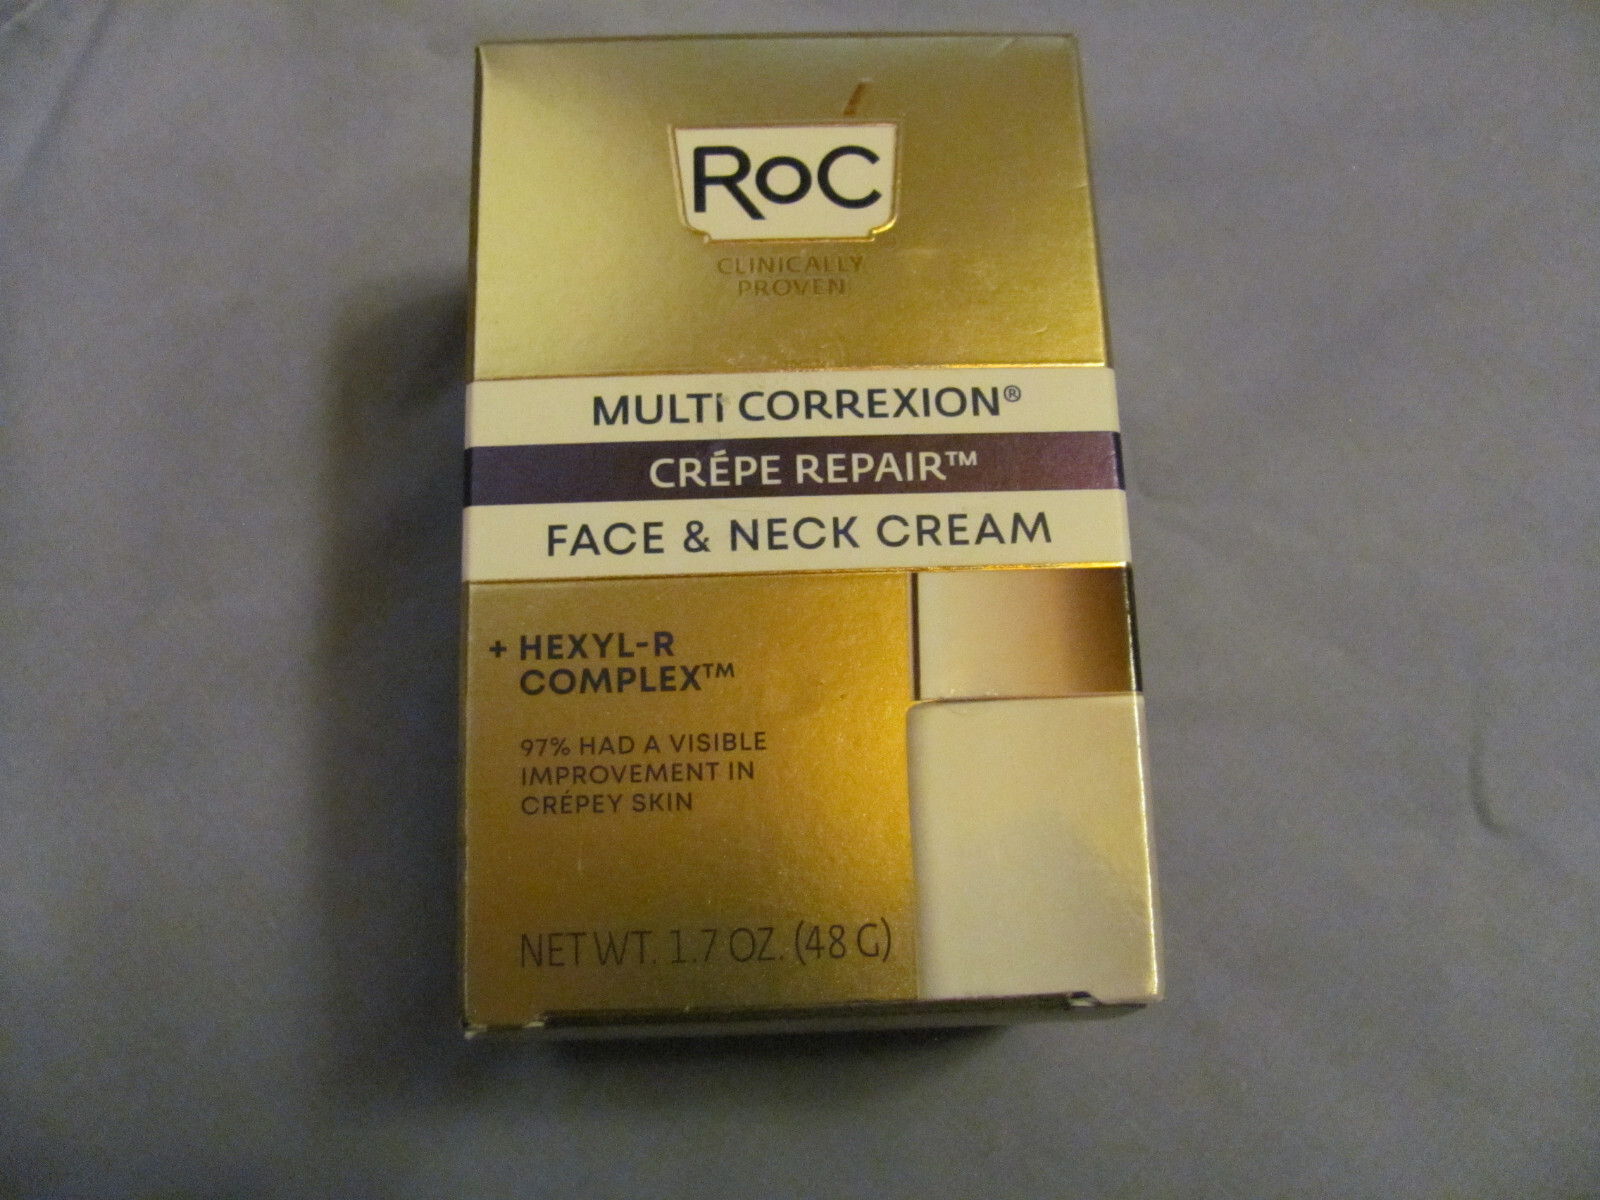 RoC
CLINICALLY
PROVEN
MULTI CORREXION®
CRÉPE REPAIR™
FACE & NECK CREAM
+ HEXYL-R
COMPLEX™
97% HAD A VISIBLE
IMPROVEMENT IN
CRÉPEY SKIN
NET WT. 1.7 OZ. (48 G)